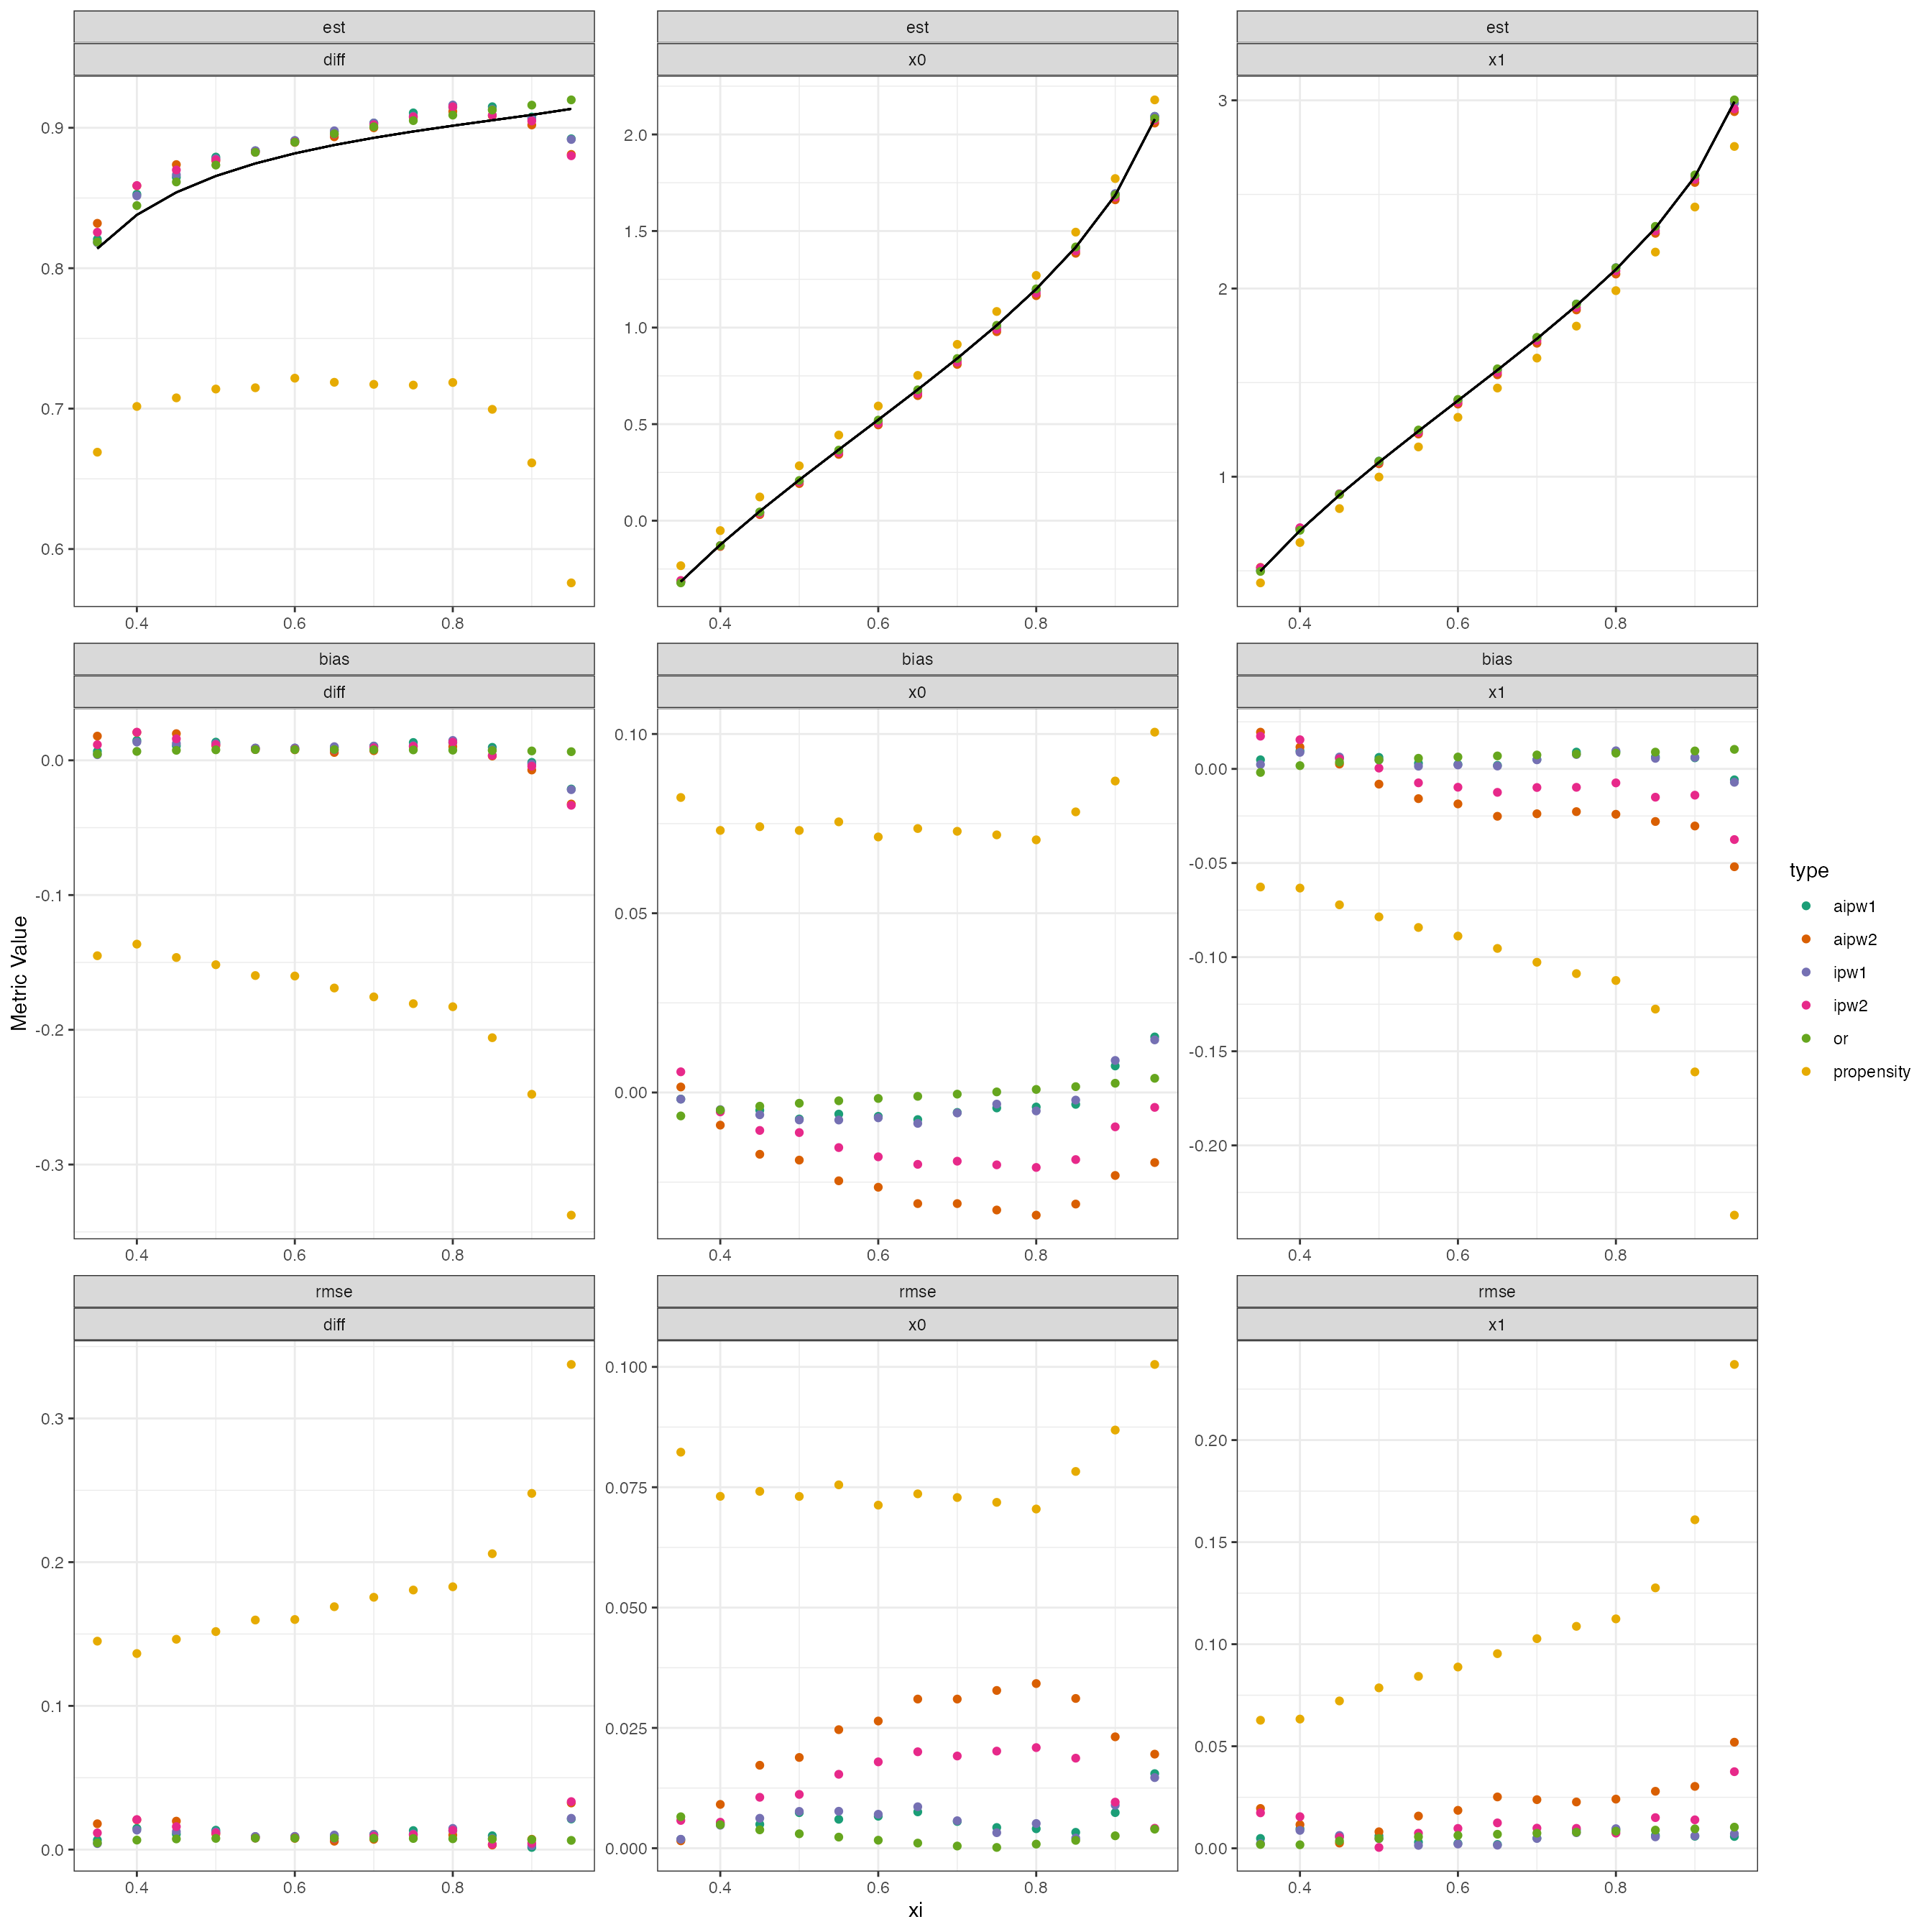 est est est
diff x0 x1
0.9
0.8
0.7
0.6
0.4 0.6 0.8
2.0
1.5
1.0
0.5
0.0
0.4 0.6 0.8
3
2
1
0.4 0.6 0.8
bias bias bias
diff x0 x1
0.0
-0.1
-0.2
-0.3
0.4 0.6 0.8
0.10
0.05
0.00
0.4 0.6 0.8
0.00
-0.05
-0.10
-0.15
-0.20
0.4 0.6 0.8
rmse rmse rmse
diff x0 x1
0.3
0.2
0.1
0.0
0.4 0.6 0.8
0.100
0.075
0.050
0.025
0.000
0.4 0.6 0.8
0.20
0.15
0.10
0.05
0.00
0.4 0.6 0.8
xi
Metric Value
type
aipw1
aipw2
ipw1
ipw2
or
propensity